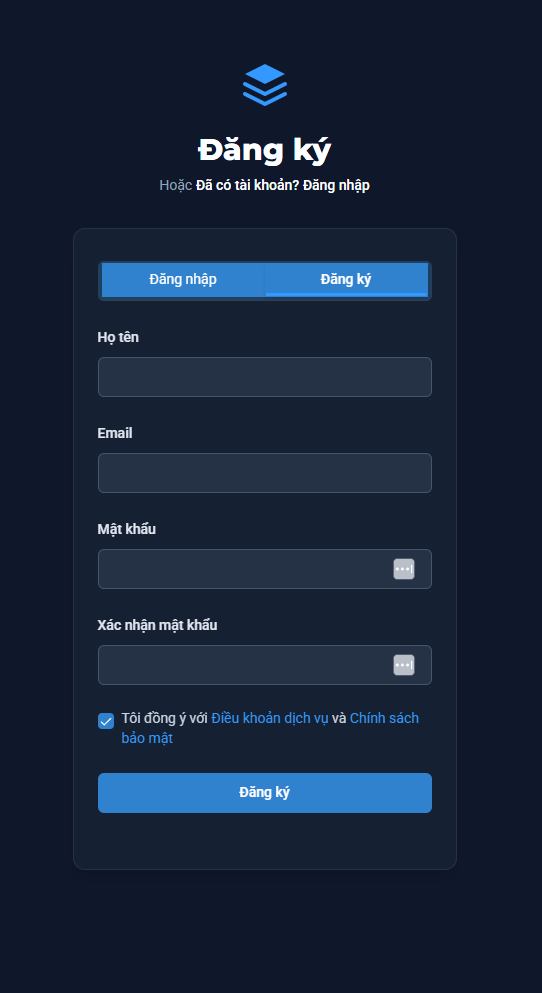 Đăng ký
Hoặc Đã có tài khoản? Đăng nhập
Đăng nhập
Đăng ký
Họ tên
Email
Mật khẩu
Xác nhận mật khẩu
Tôi đồng ý với Điều khoản dịch vụ và Chính sách
bảo mật
Đăng ký